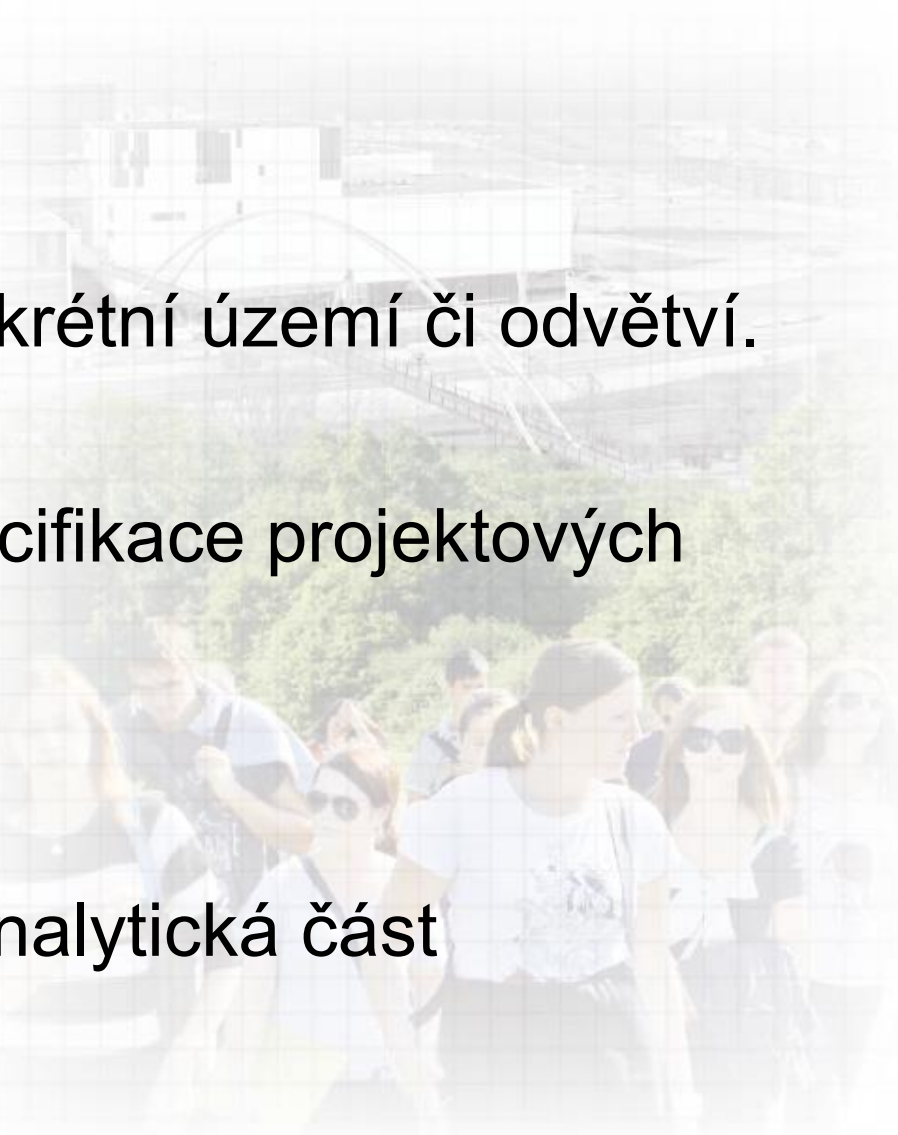 krétní území či odvětví.
cifikace projektových
nalytická část